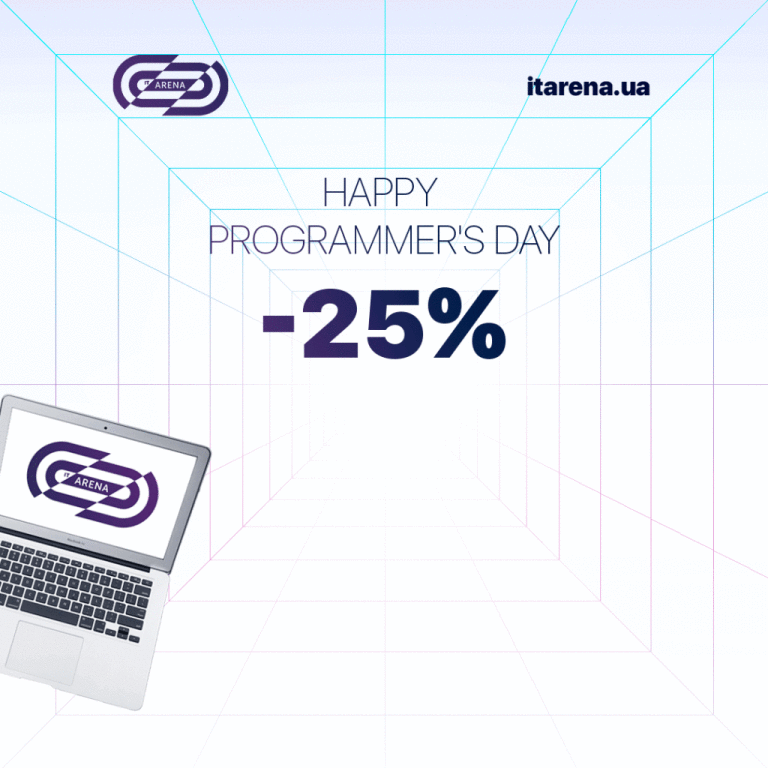 IT ARENA
itarena.ua
HAPPY
PROGRAMMER'S DAY
-25%
IT ARENA